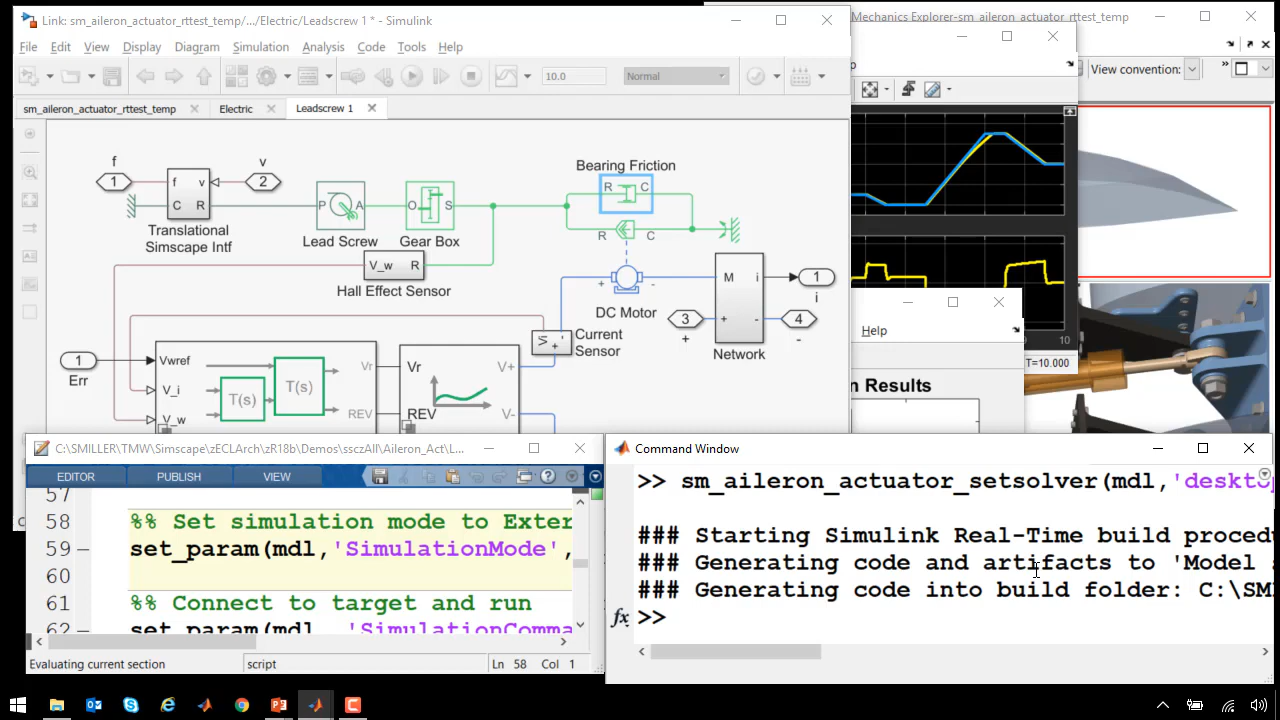 Link: sm_aileron_actuator_rttest_temp/.../Electric/Leadscrew 1 * - Simulink
File Edit View Display Diagram Simulation Analysis Code Tools Help
10.0 Normal
sm_aileron_actuator_rttest_temp Electric Leadscrew 1
f
1
v
2
f v
C R
Translational
Simscape Intf
P A
Lead Screw
O S
Gear Box
Bearing Friction
R C
R C
V_w R
Hall Effect Sensor
+ -
DC Motor
M i
+ -
Network
1
i
3
+
4
-
Current
Sensor
1
Err
Vwref
V_i
V_w
T(s)
T(s)
Vr
REV
Vr
REV
V+
V-
Mechanics Explorer-sm_aileron_actuator_rttest_temp
View convention:
10
T=10.000
Help
n Results
C:\SMILLER\TMW\Simscape\zECLArch\zR18b\Demos\ssczAll\Aileron_Act\L...
EDITOR PUBLISH VIEW
57
58 %% Set simulation mode to Exter
59 set_param(mdl,'SimulationMode',
60
61 %% Connect to target and run
62 set_param(mdl, 'SimulationComma
Evaluating current section script Ln 58 Col 1
Command Window
>> sm_aileron_actuator_setsolver(mdl,'desktop
### Starting Simulink Real-Time build procedu
### Generating code and artifacts to 'Model s
### Generating code into build folder: C:\SMI
fx >>